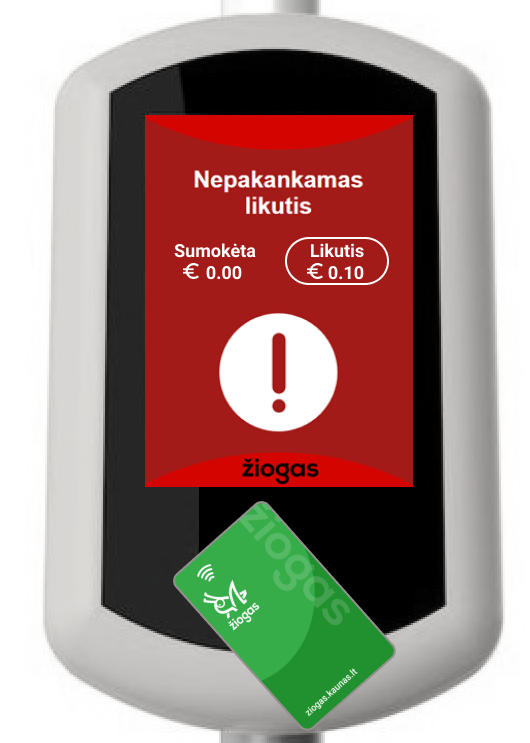 Nepakankamas
likutis
Sumokėta
€ 0.00
Likutis
€ 0.10
žiogas
žiogas
žiogas
ziogas.kaunas.lt